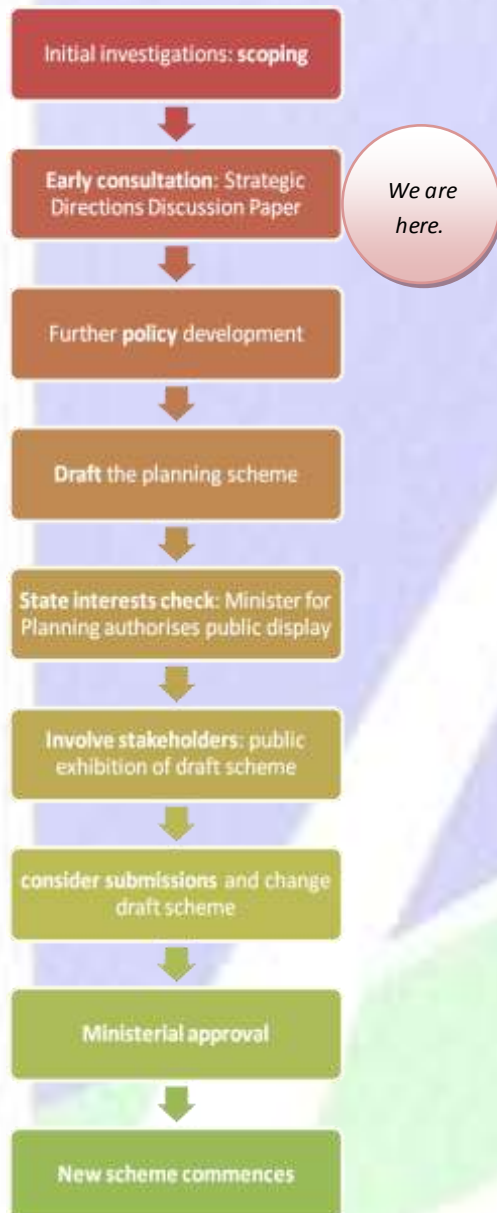 Initial investigations: scoping
Early consultation: Strategic
Directions Discussion Paper
We are
here.
Further policy development
Draft the planning scheme
State interests check: Minister for
Planning authorises public display
Involve stakeholders: public
exhibition of draft scheme
consider submissions and change
draft scheme
Ministerial approval
New scheme commences